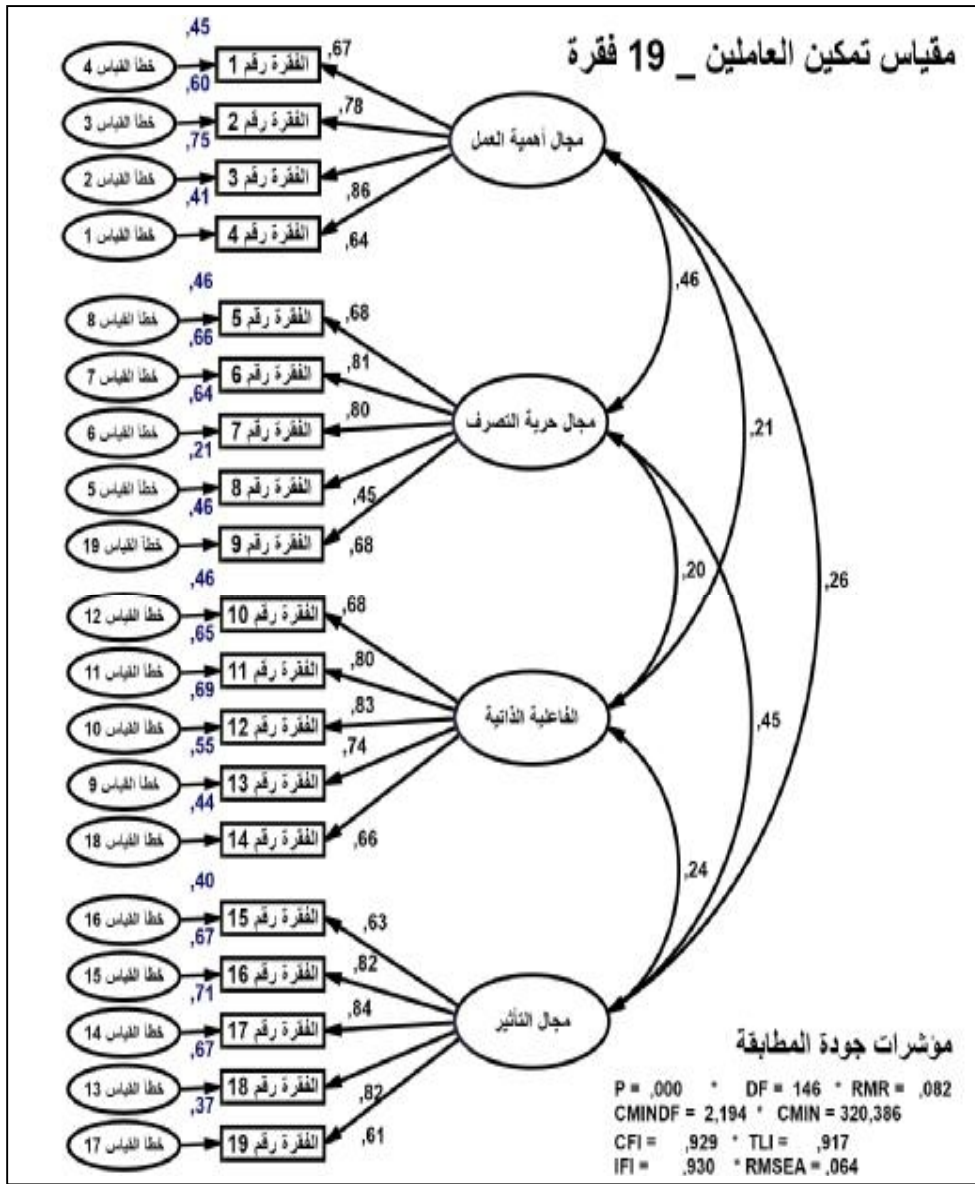 مقياس تمكين العاملين _ 19 فقرة
,45
خطأ القياس 4
الفقرة رقم 1
,67
,60
خطأ القياس 3
الفقرة رقم 2
,78
,75
خطأ القياس 2
الفقرة رقم 3
,86
,41
خطأ القياس 1
الفقرة رقم 4
,64
مجال أهمية العمل
,46
خطأ القياس 8
الفقرة رقم 5
,68
,66
خطأ القياس 7
الفقرة رقم 6
,81
,64
خطأ القياس 6
الفقرة رقم 7
,80
,21
خطأ القياس 5
الفقرة رقم 8
,45
,46
خطأ القياس 19
الفقرة رقم 9
,68
مجال حرية التصرف
,46
خطأ القياس 12
الفقرة رقم 10
,68
,65
خطأ القياس 11
الفقرة رقم 11
,80
,69
خطأ القياس 10
الفقرة رقم 12
,83
,55
خطأ القياس 9
الفقرة رقم 13
,74
,44
خطأ القياس 18
الفقرة رقم 14
,66
الفاعلية الذاتية
,40
خطأ القياس 16
الفقرة رقم 15
,63
,67
خطأ القياس 15
الفقرة رقم 16
,82
,71
خطأ القياس 14
الفقرة رقم 17
,84
,67
خطأ القياس 13
الفقرة رقم 18
,82
,37
خطأ القياس 17
الفقرة رقم 19
,61
مجال التأثير
,46
,21
,26
,20
,45
,24
مؤشرات جودة المطابقة
P = ,000 * DF = 146 * RMR = ,082
CMINDF = 2,194 * CMIN = 320,386
CFI = ,929 * TLI = ,917
IFI = ,930 * RMSEA = ,064